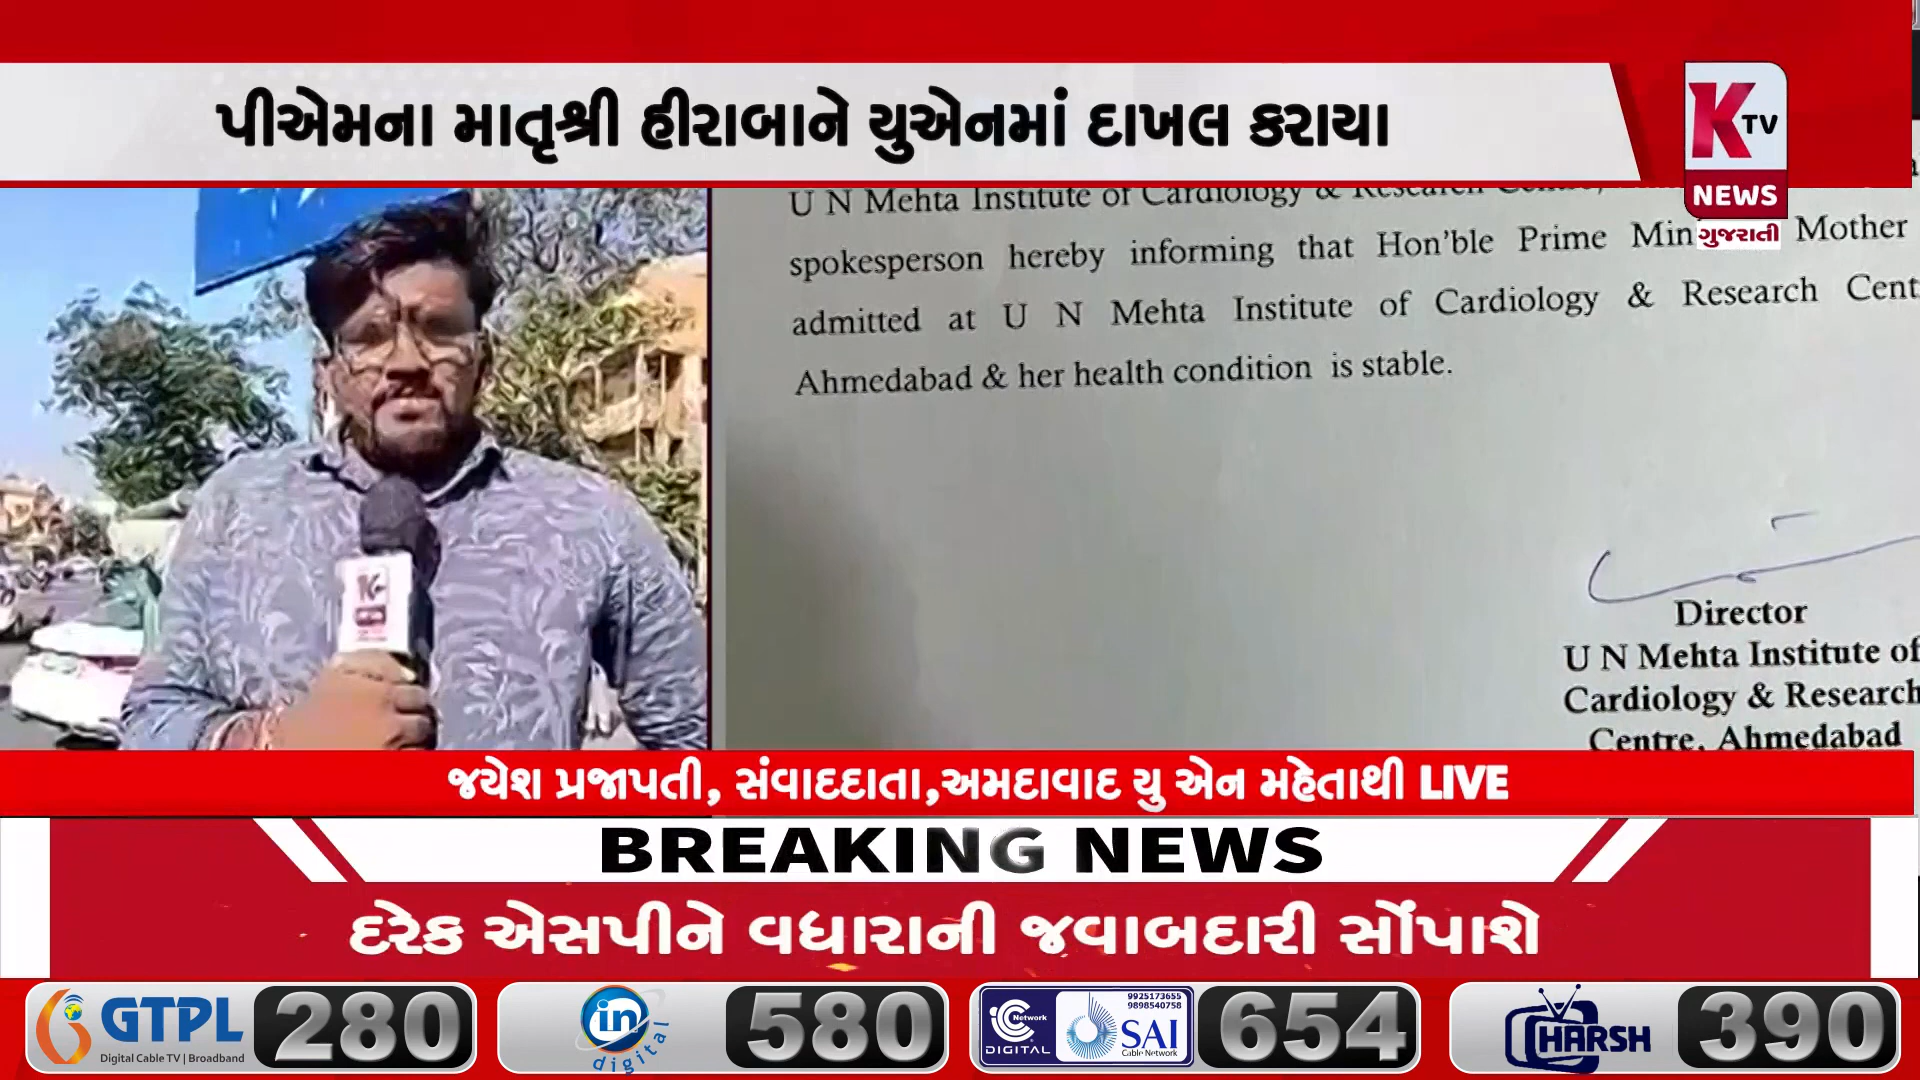 પીએમના માતૃશ્રી હીરાબાને યુએનમાં દાખલ કરાયા
K TV
NEWS
ગુજરાતી
U N Mehta Institute of Cardiology & Research
spokesperson hereby informing that Hon'ble Prime Mother
admitted at U N Mehta Institute of Cardiology & Research
Ahmedabad & her health condition is stable.
Director
U N Mehta Institute of
Cardiology & Research
Centre, Ahmedabad
જયેશ પ્રજાપતી, સંવાદદાતા,અમદાવાદ યુ એન મહેતાથી LIVE
BREAKING NEWS
દરેક એસપીને વધારાની જવાબદારી સોંપાશે
GTPL
Digital Cable TV | Broadband
280
in
digital
580
Network
DIGITAL
9925173655
9898540758
SAI
Cable Network
654
HARSH
390